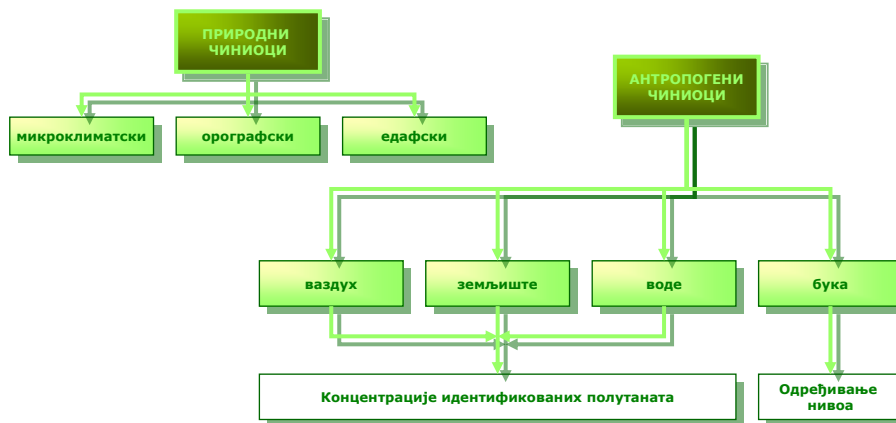 ПРИРОДНИ
ЧИНИОЦИ
АНТРОПОГЕНИ
ЧИНИОЦИ
микроклиматски
орографски
едафски
ваздух
земљиште
воде
бука
Концентрације идентификованих полутаната
Одређивање
нивоа